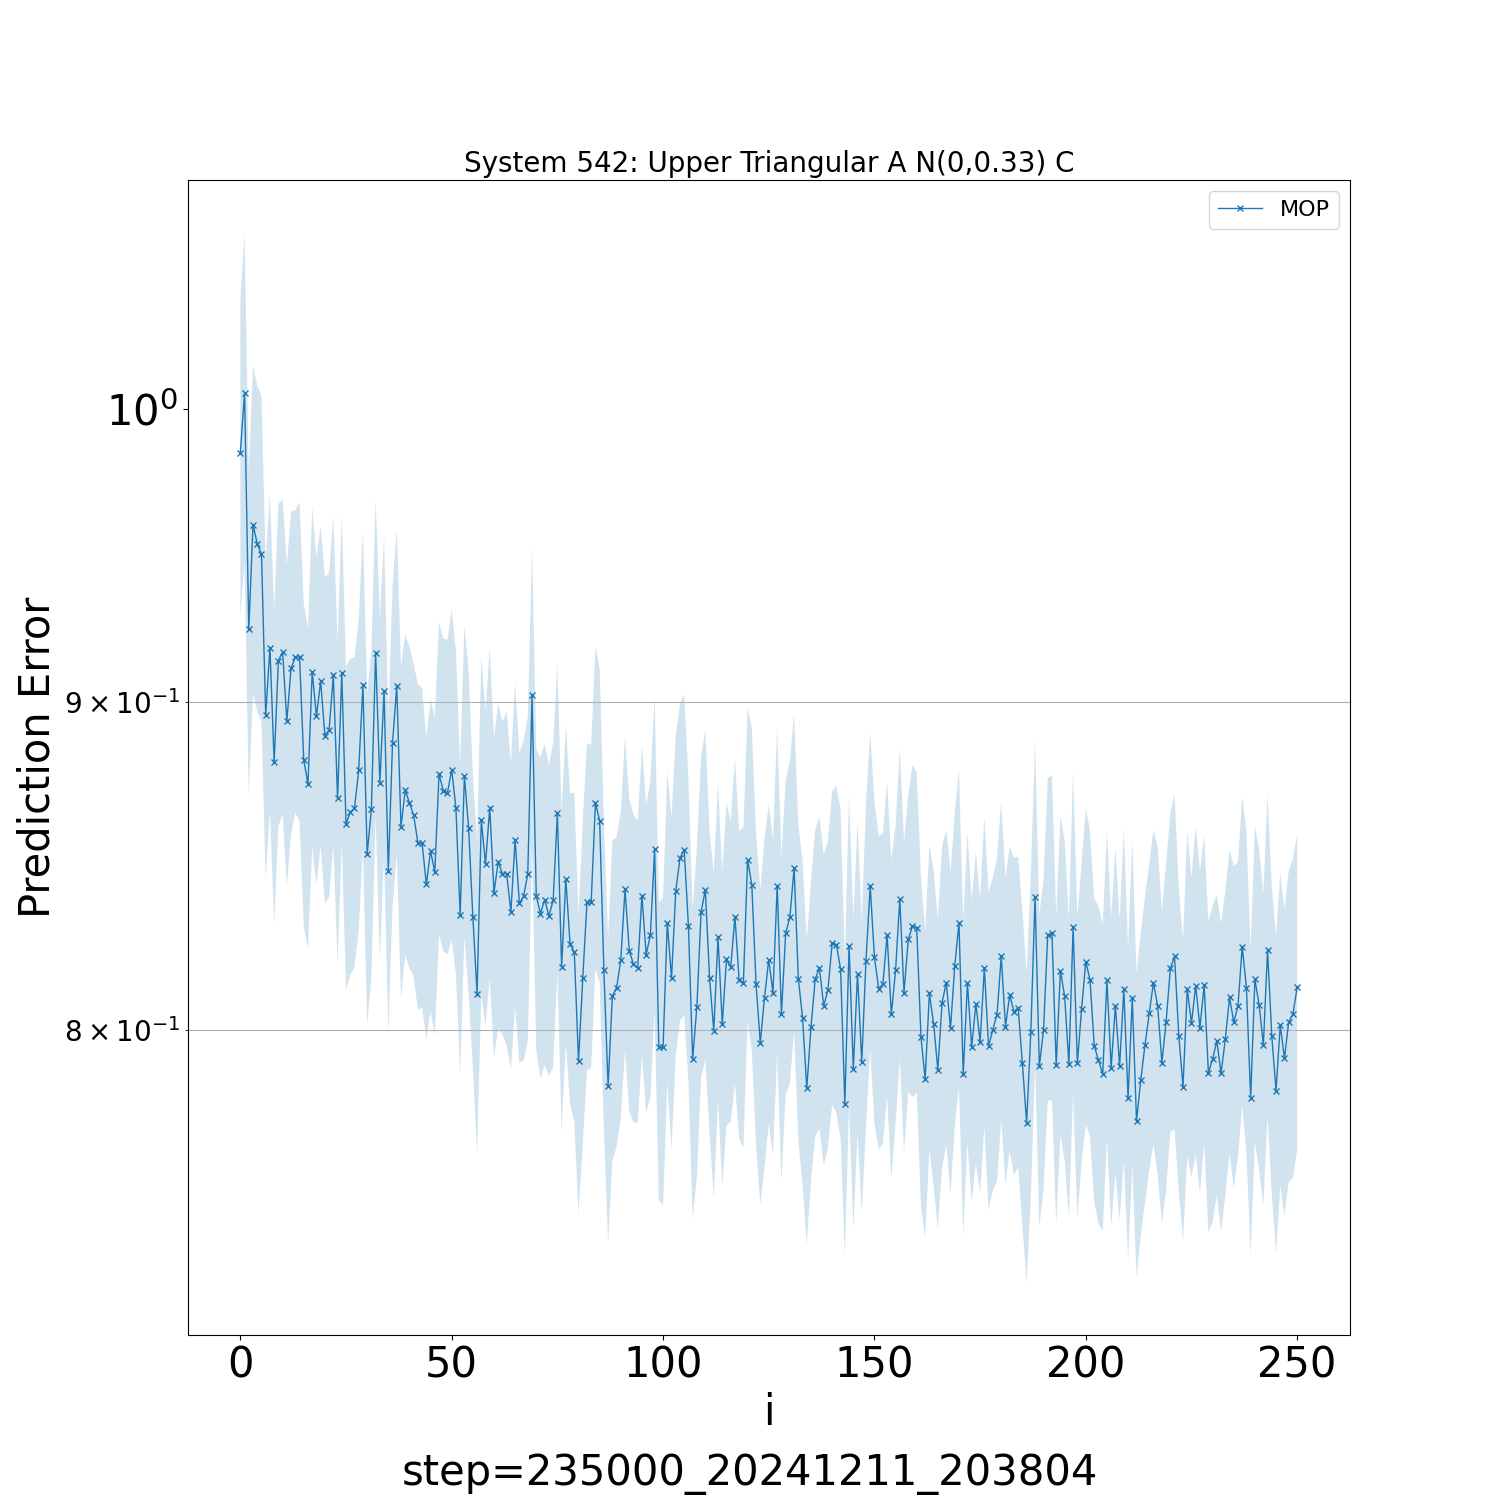 System 542: Upper Triangular A N(0,0.33) C
MOP
10⁰
9 × 10⁻¹
8 × 10⁻¹
Prediction Error
0 50 100 150 200 250
i
step=235000_20241211_203804